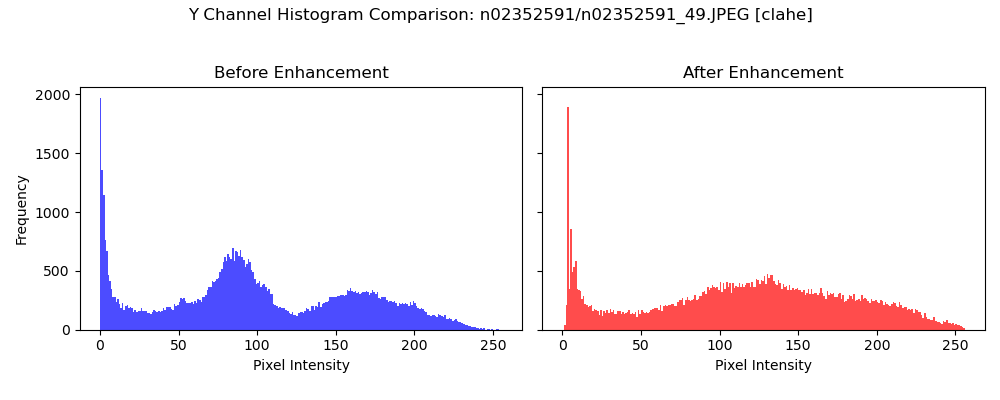 Y Channel Histogram Comparison: n02352591/n02352591_49.JPEG [clahe]
Before Enhancement
After Enhancement
2000
1500
1000
500
0
Frequency
0 50 100 150 200 250
0 50 100 150 200 250
Pixel Intensity
Pixel Intensity